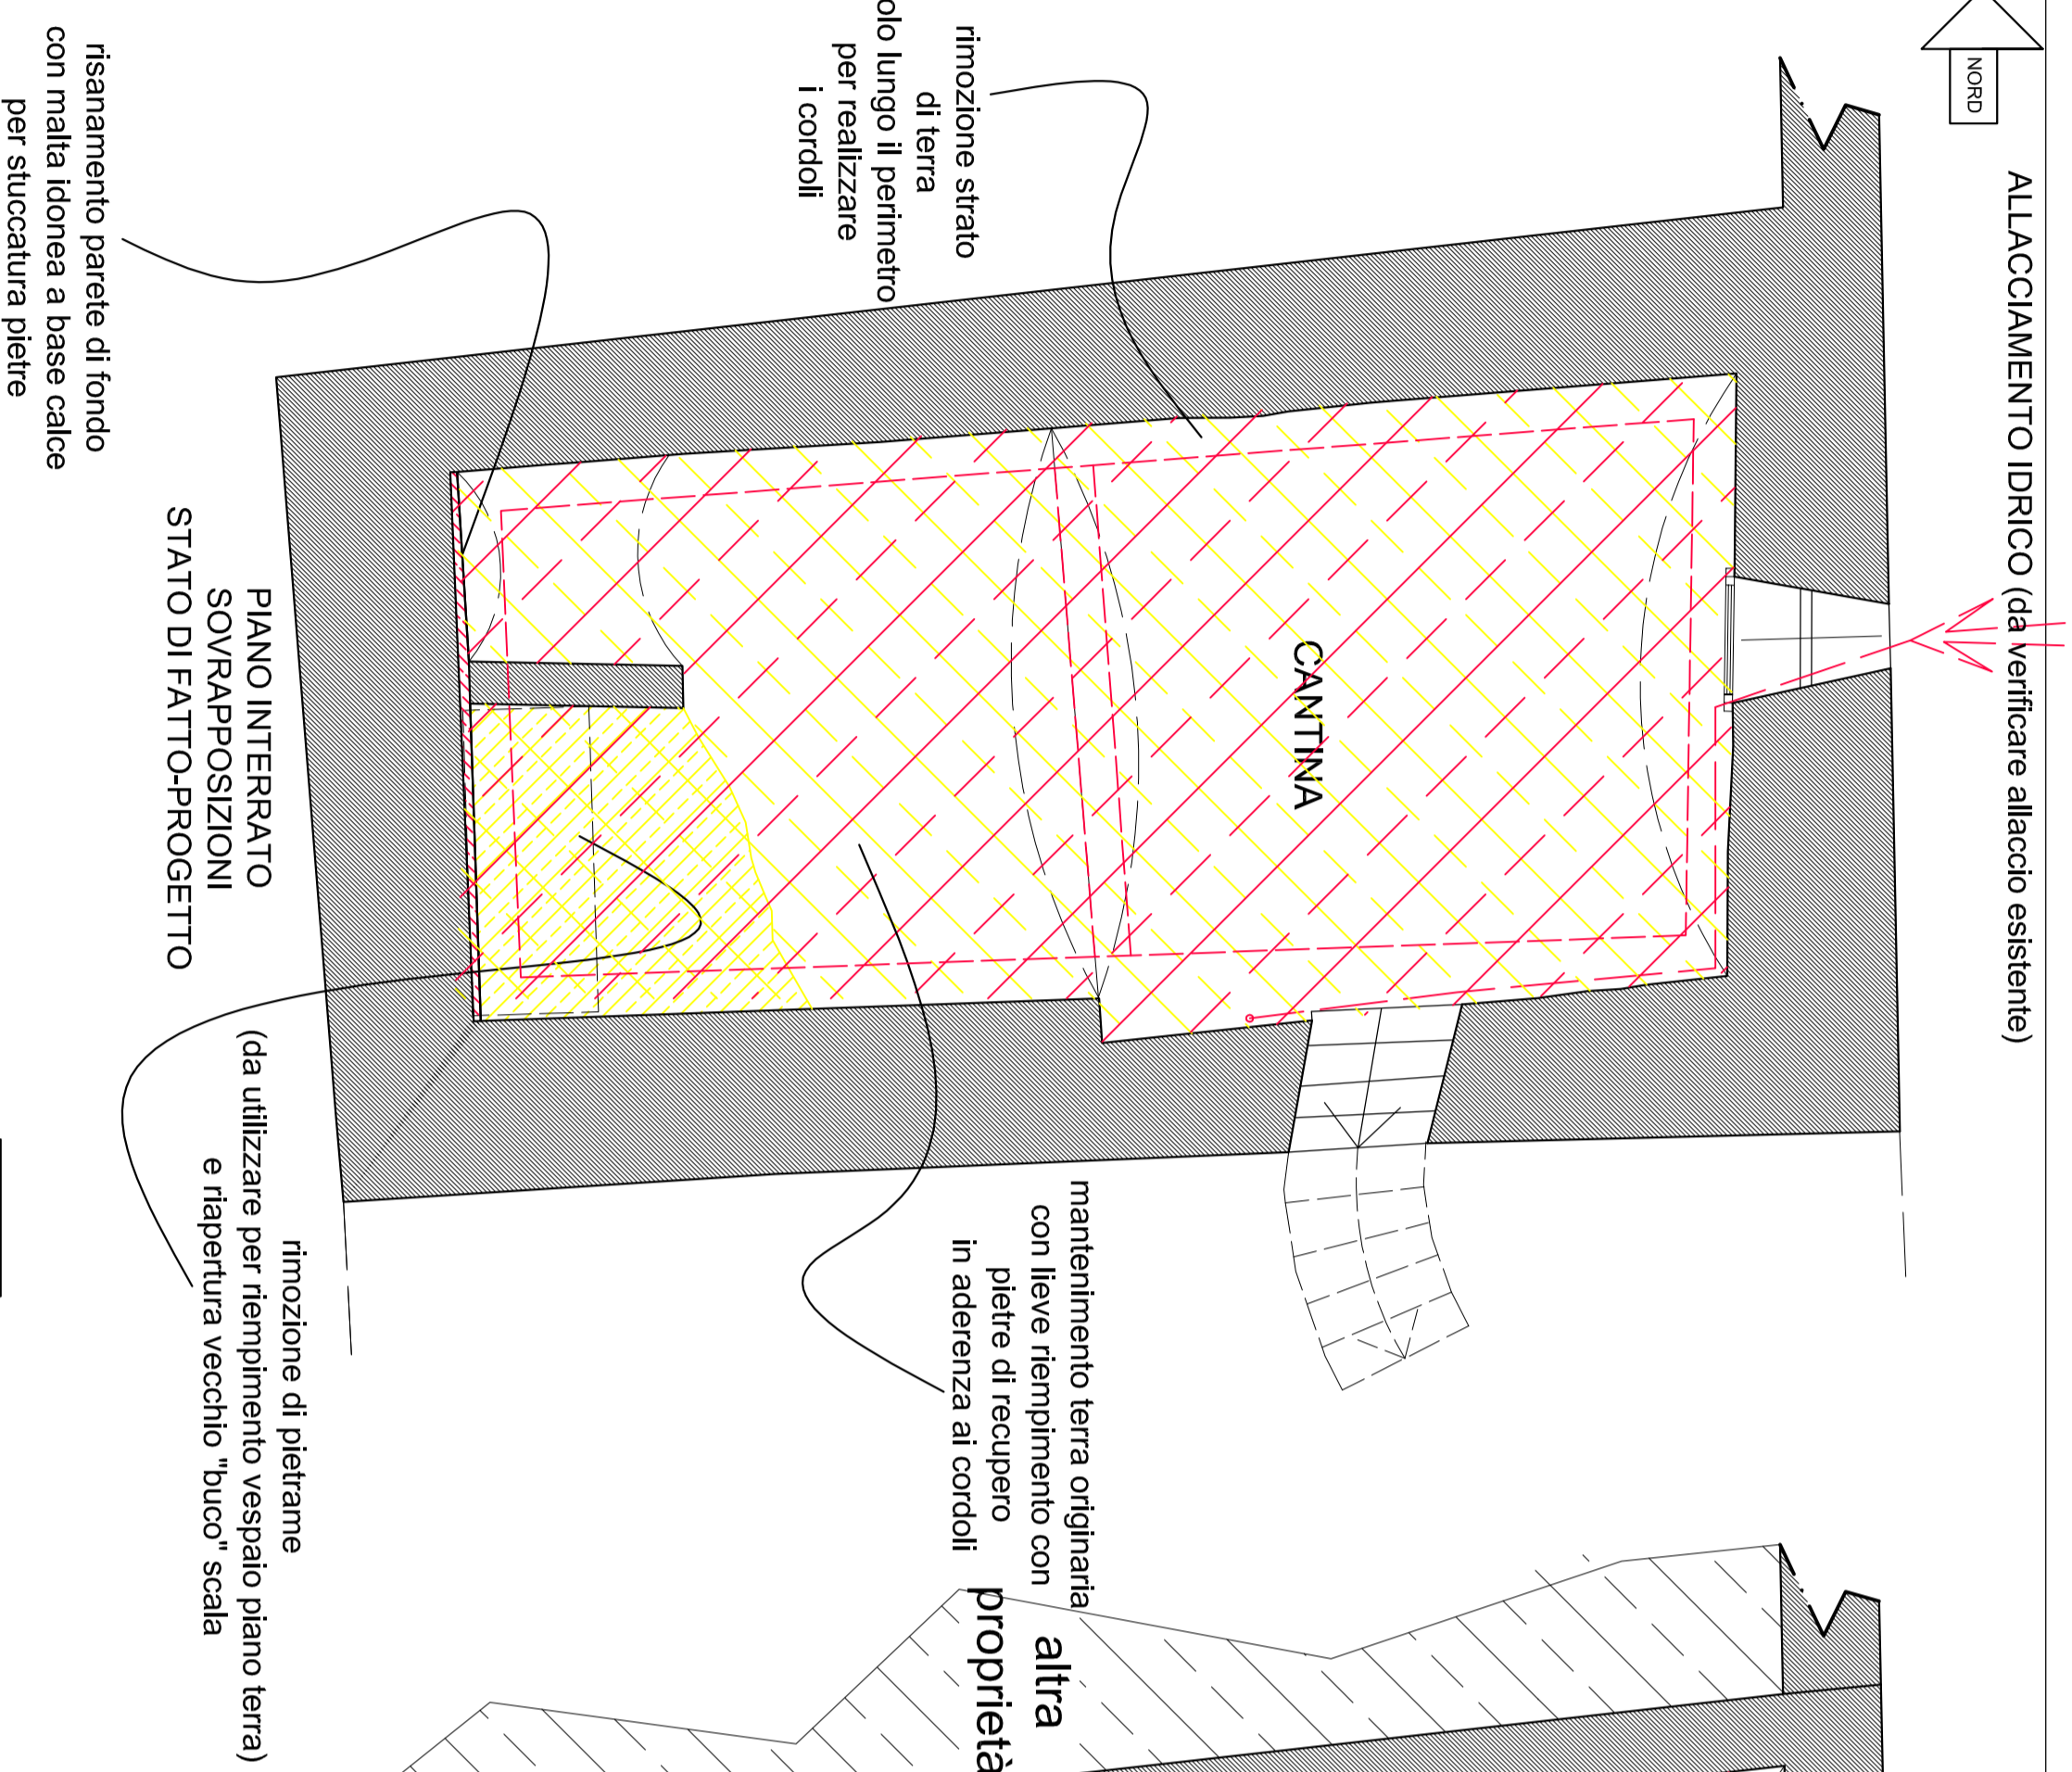 NORD
ALLACCIAMENTO IDRICO (da verificare allaccio esistente)
rimozione strato
di terra
olo lungo il perimetro
per realizzare
i cordoli
CANTINA
risanamento parete di fondo
con malta idonea a base calce
per stuccatura pietre
PIANO INTERRATO
SOVRAPPOSIZIONI
STATO DI FATTO-PROGETTO
mantenimento terra originaria
con lieve riempimento con
pietre di recupero
in aderenza ai cordoli
rimozione di pietrame
(da utilizzare per riempimento vespaio piano terra)
e riapertura vecchio "buco" scala
altra
proprietà